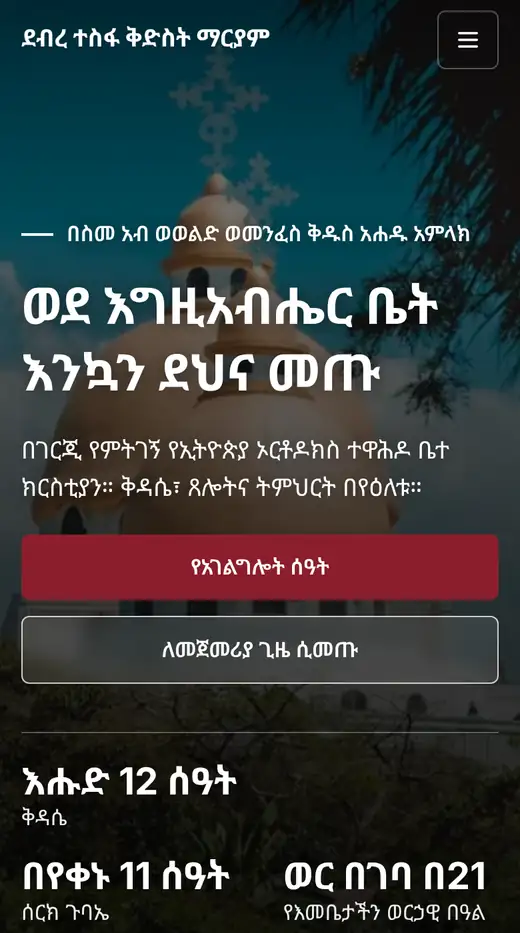 ደብረ ተስፋ ቅድስት ማርያም
በስመ አብ ወወልድ ወመንፈስ ቅዱስ አሐዱ አምላክ
ወደ እግዚአብሔር ቤት
እንኳን ደህና መጡ
በገርጂ የምትገኝ የኢትዮጵያ ኦርቶዶክስ ተዋሕዶ ቤተ
ክርስቲያን። ቅዳሴ፣ ጸሎትና ትምህርት በየዕለቱ።
የአገልግሎት ሰዓት
ለመጀመሪያ ጊዜ ሲመጡ
እሑድ 12 ሰዓት
ቅዳሴ
በየቀኑ 11 ሰዓት
ሰርክ ጉባኤ
ወር በገባ በ21
የእመቤታችን ወርኃዊ በዓል